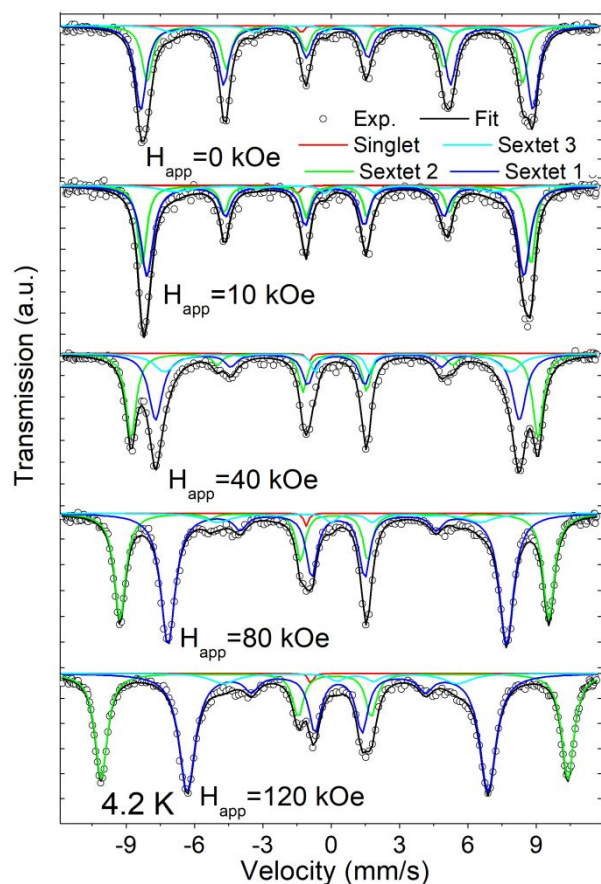 Transmission (a.u.)
Exp. Fit
Singlet Sextet 3
Sextet 2 Sextet 1
H_app=0 kOe
H_app=10 kOe
H_app=40 kOe
H_app=80 kOe
4.2 K H_app=120 kOe
-9 -6 -3 0 3 6 9
Velocity (mm/s)